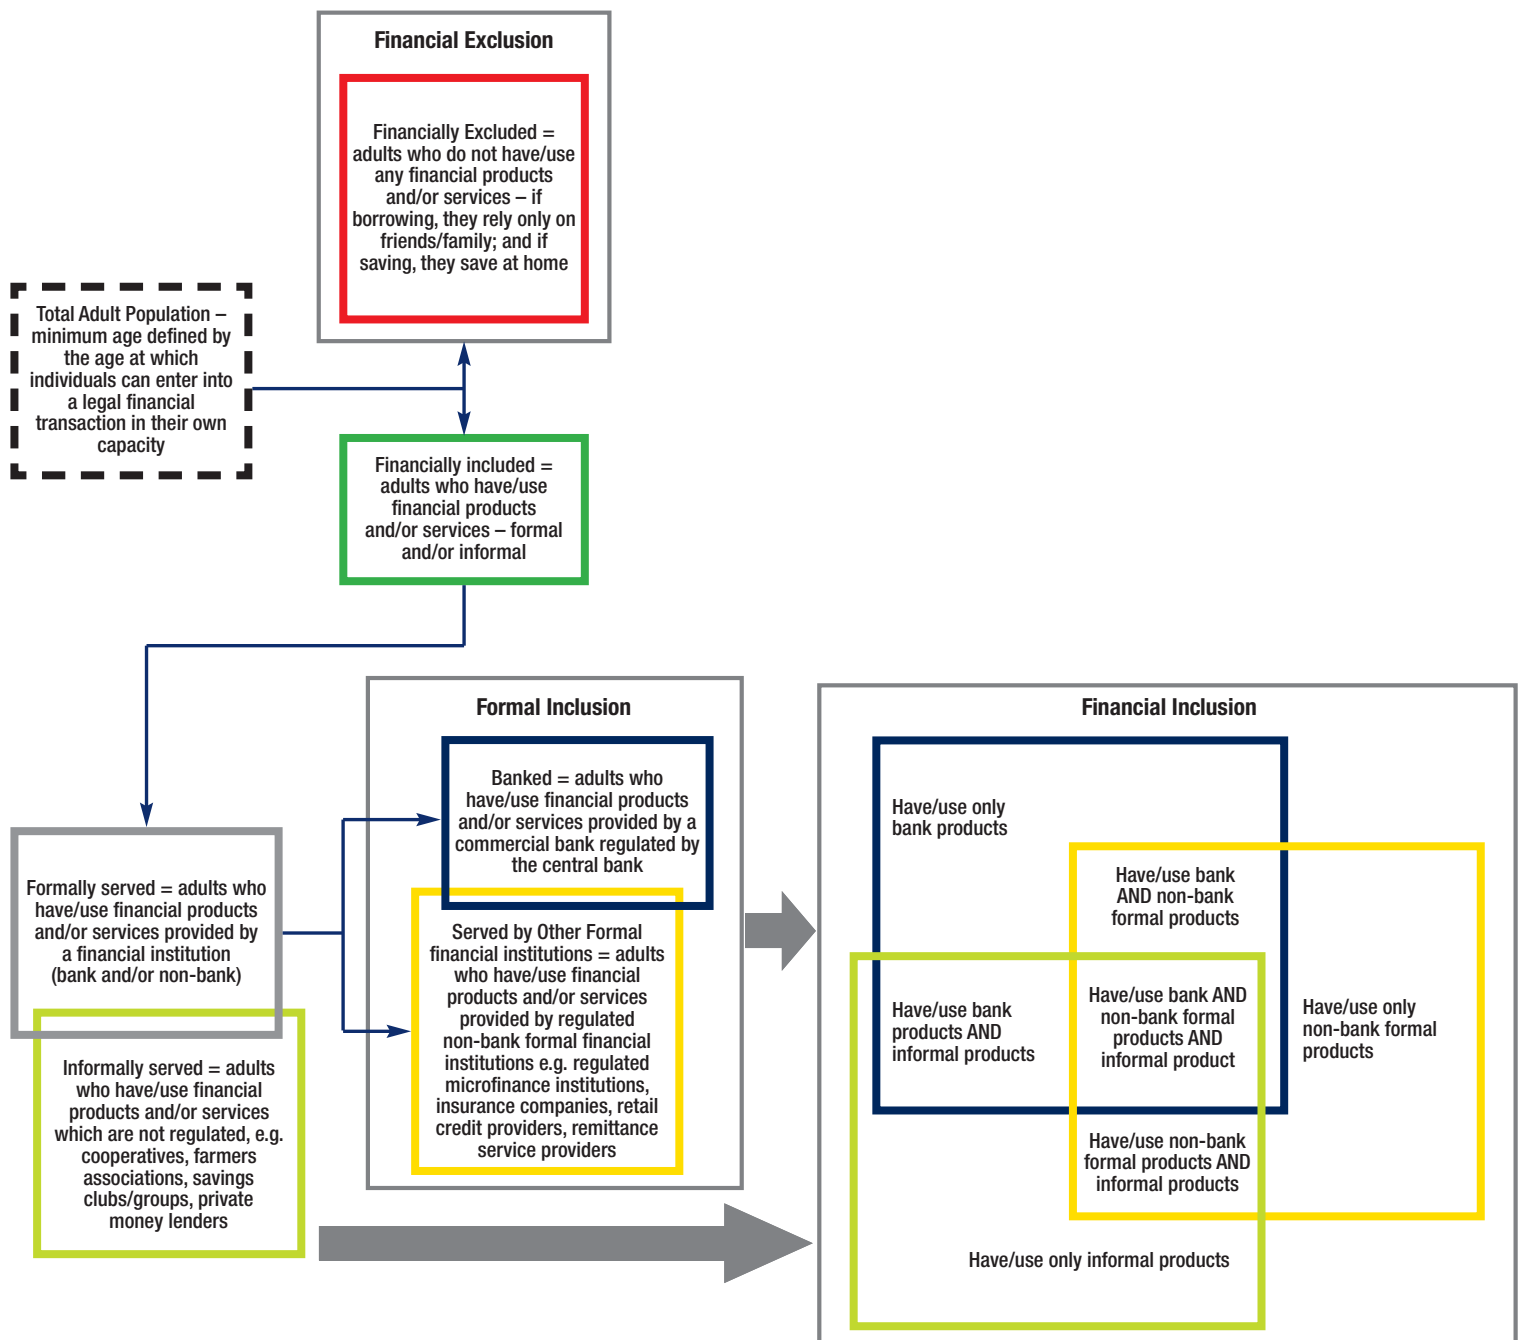 Financial Exclusion
Financially Excluded =
adults who do not have/use
any financial products
and/or services – if
borrowing, they rely only on
friends/family; and if
saving, they save at home
Total Adult Population –
minimum age defined by
the age at which
individuals can enter into
a legal financial
transaction in their own
capacity
Financially included =
adults who have/use
financial products
and/or services – formal
and/or informal
Formally served = adults who
have/use financial products
and/or services provided by
a financial institution
(bank and/or non-bank)
Informally served = adults
who have/use financial
products and/or services
which are not regulated, e.g.
cooperatives, farmers
associations, savings
clubs/groups, private
money lenders
Formal Inclusion
Banked = adults who
have/use financial products
and/or services provided by a
commercial bank regulated by
the central bank
Served by Other Formal
financial institutions = adults
who have/use financial
products and/or services
provided by regulated
non-bank formal financial
institutions e.g. regulated
microfinance institutions,
insurance companies, retail
credit providers, remittance
service providers
Financial Inclusion
Have/use only
bank products
Have/use bank
AND non-bank
formal products
Have/use bank
products AND
informal products
Have/use bank AND
non-bank formal
products AND
informal product
Have/use only
non-bank formal
products
Have/use non-bank
formal products AND
informal products
Have/use only informal products